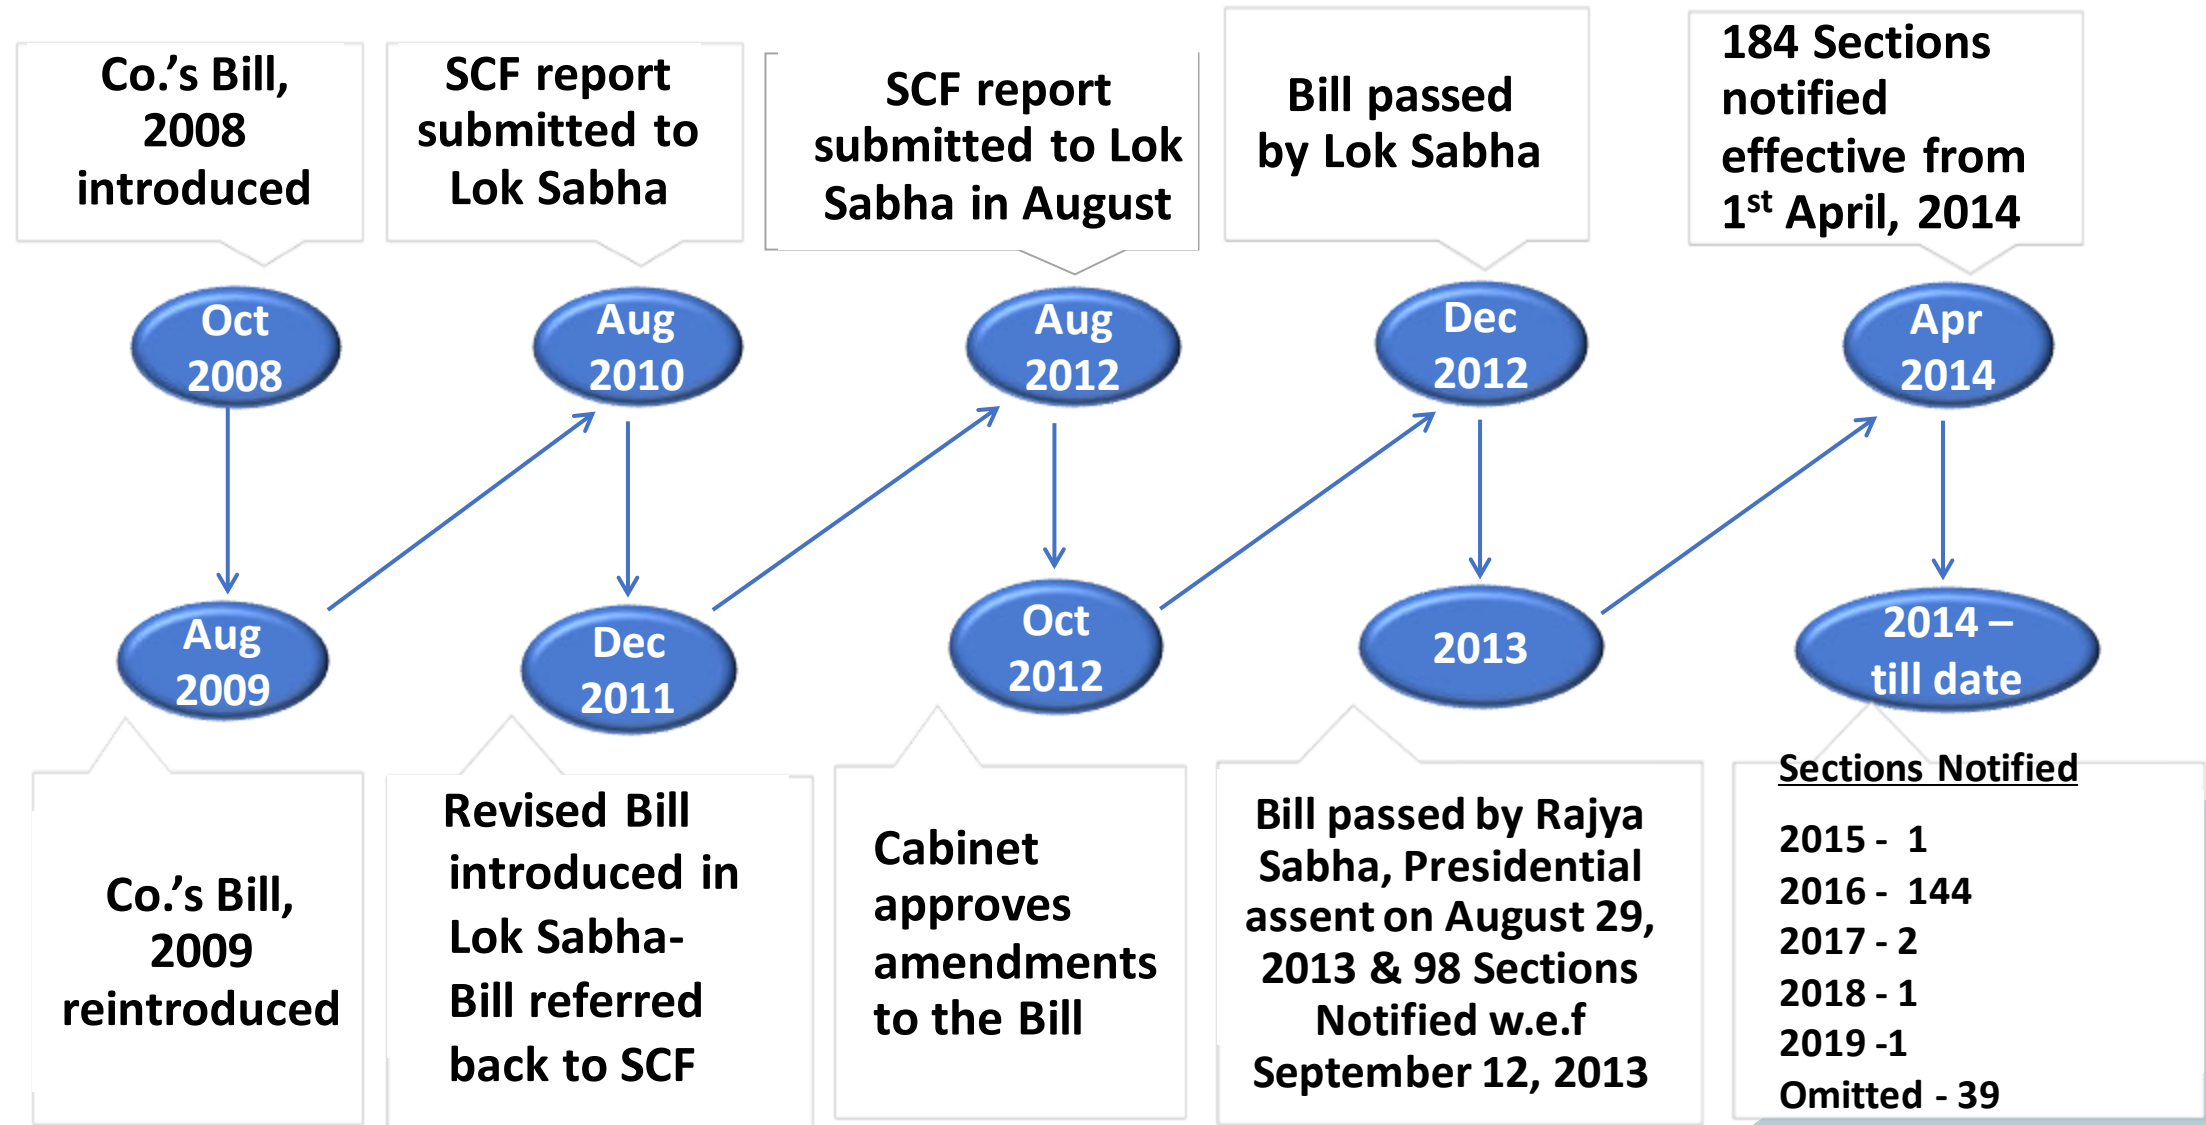 Co.'s Bill,
2008
introduced
SCF report
submitted to
Lok Sabha
SCF report
submitted to Lok
Sabha in August
Bill passed
by Lok Sabha
184 Sections
notified
effective from
1st April, 2014
Oct
2008
Aug
2010
Aug
2012
Dec
2012
Apr
2014
Aug
2009
Dec
2011
Oct
2012
2013
2014 –
till date
Co.'s Bill,
2009
reintroduced
Revised Bill
introduced in
Lok Sabha-
Bill referred
back to SCF
Cabinet
approves
amendments
to the Bill
Bill passed by Rajya
Sabha, Presidential
assent on August 29,
2013 & 98 Sections
Notified w.e.f
September 12, 2013
Sections Notified
2015 - 1
2016 - 144
2017 - 2
2018 - 1
2019 -1
Omitted - 39